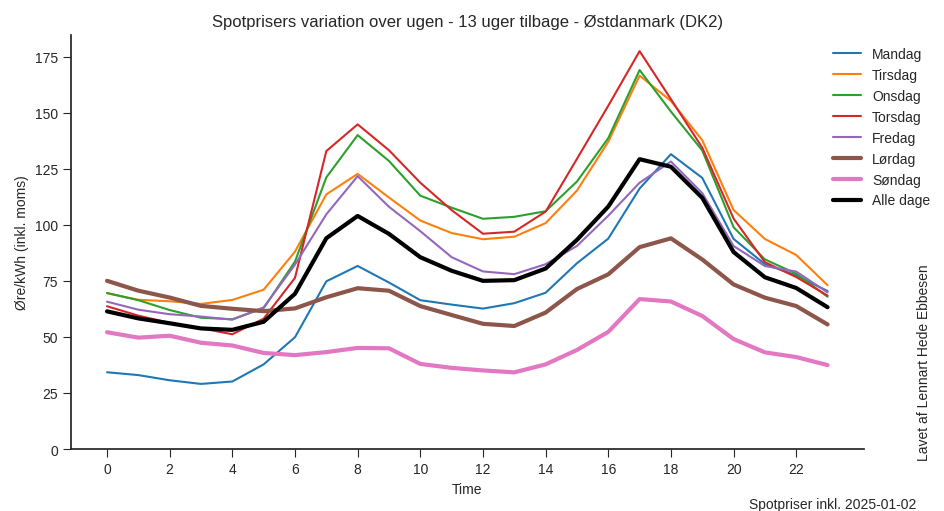 Spotprisers variation over ugen - 13 uger tilbage - Østdanmark (DK2)
Øre/kWh (inkl. moms)
175
150
125
100
75
50
25
0
0 2 4 6 8 10 12 14 16 18 20 22
Time
Mandag
Tirsdag
Onsdag
Torsdag
Fredag
Lørdag
Søndag
Alle dage
Lavet af Lennart Hede Ebbesen
Spotpriser inkl. 2025-01-02